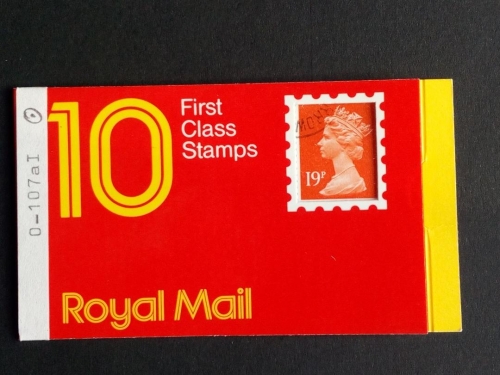 10
First
Class
Stamps
19P
0-107aI
Royal Mail